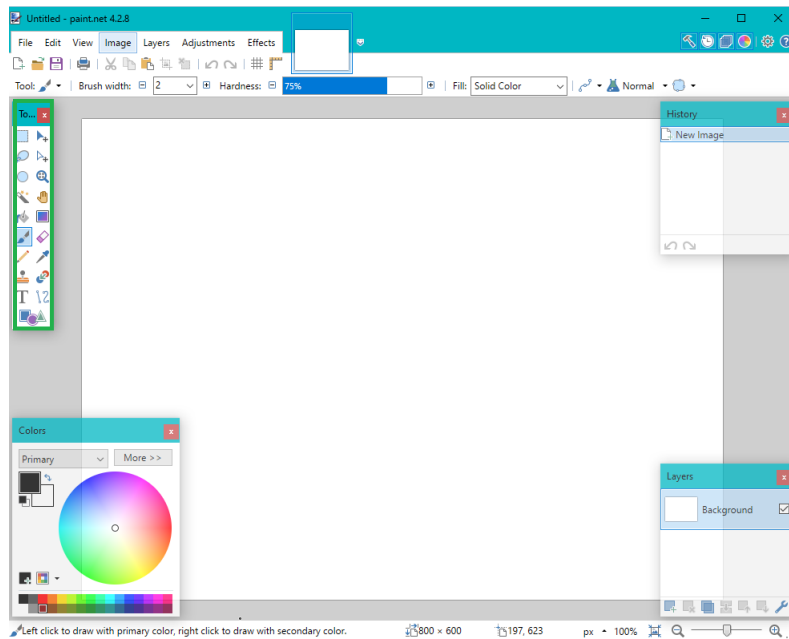 Untitled - paint.net 4.2.8
File Edit View Image Layers Adjustments Effects
Tool: Brush width: 2 Hardness: 75% Fill: Solid Color Normal
To...
History
New Image
T
Colors
Primary More >>
Layers
Background
Left click to draw with primary color, right click to draw with secondary color. 800 × 600 197, 623 px 100%